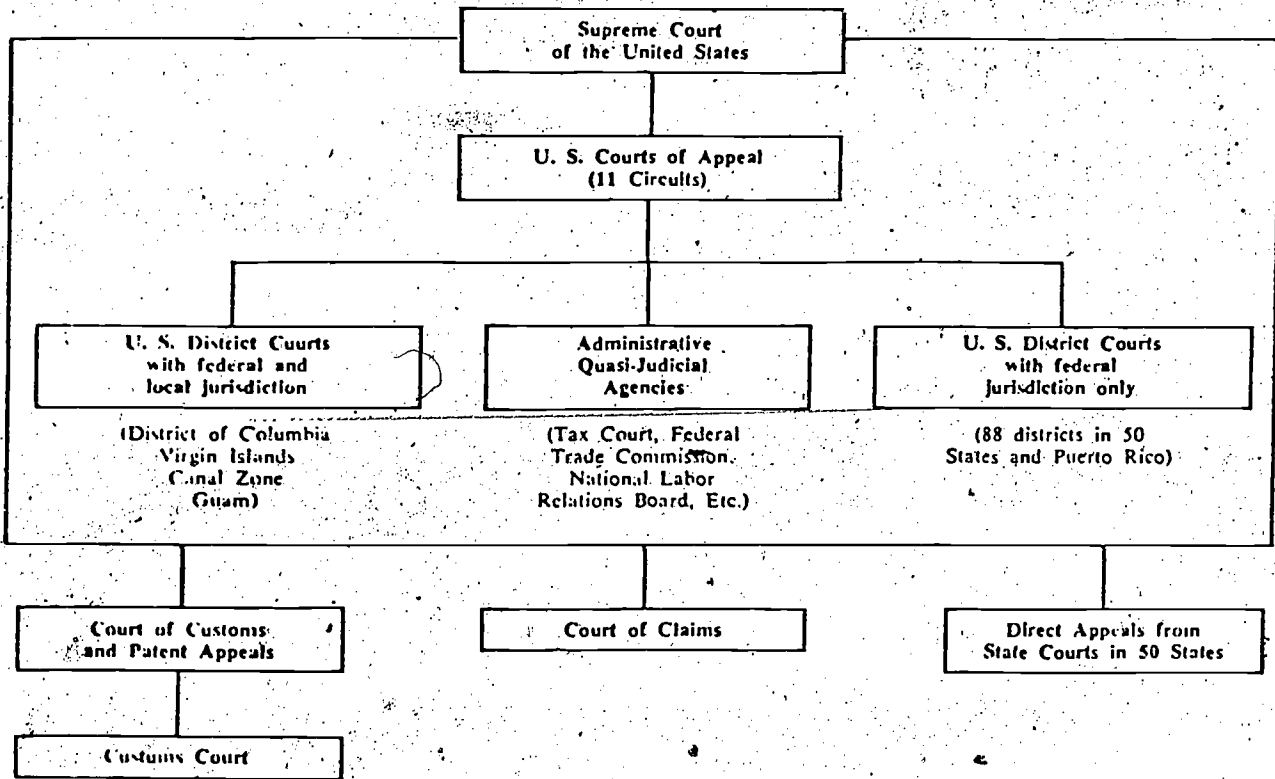 Supreme Court
of the United States
U. S. Courts of Appeal
(11 Circuits)
U. S. District Cuurts
with federal and
local jurisdiction
Administrative
Quasi-Judicial
Agencies
U. S. District Courts
with federal
jurisdiction only
(District of Columbia
Virgin Islands
Canal Zone
Guam)
(Tax Court, Federal
Trade Commission,
National Labor
Relations Board, Etc.)
(88 districts in 50
States and Puerto Rico)
Court of Customs
and Patent Appeals
Court of Claims
Direct Appeals from
State Courts in 50 States
Customs Court